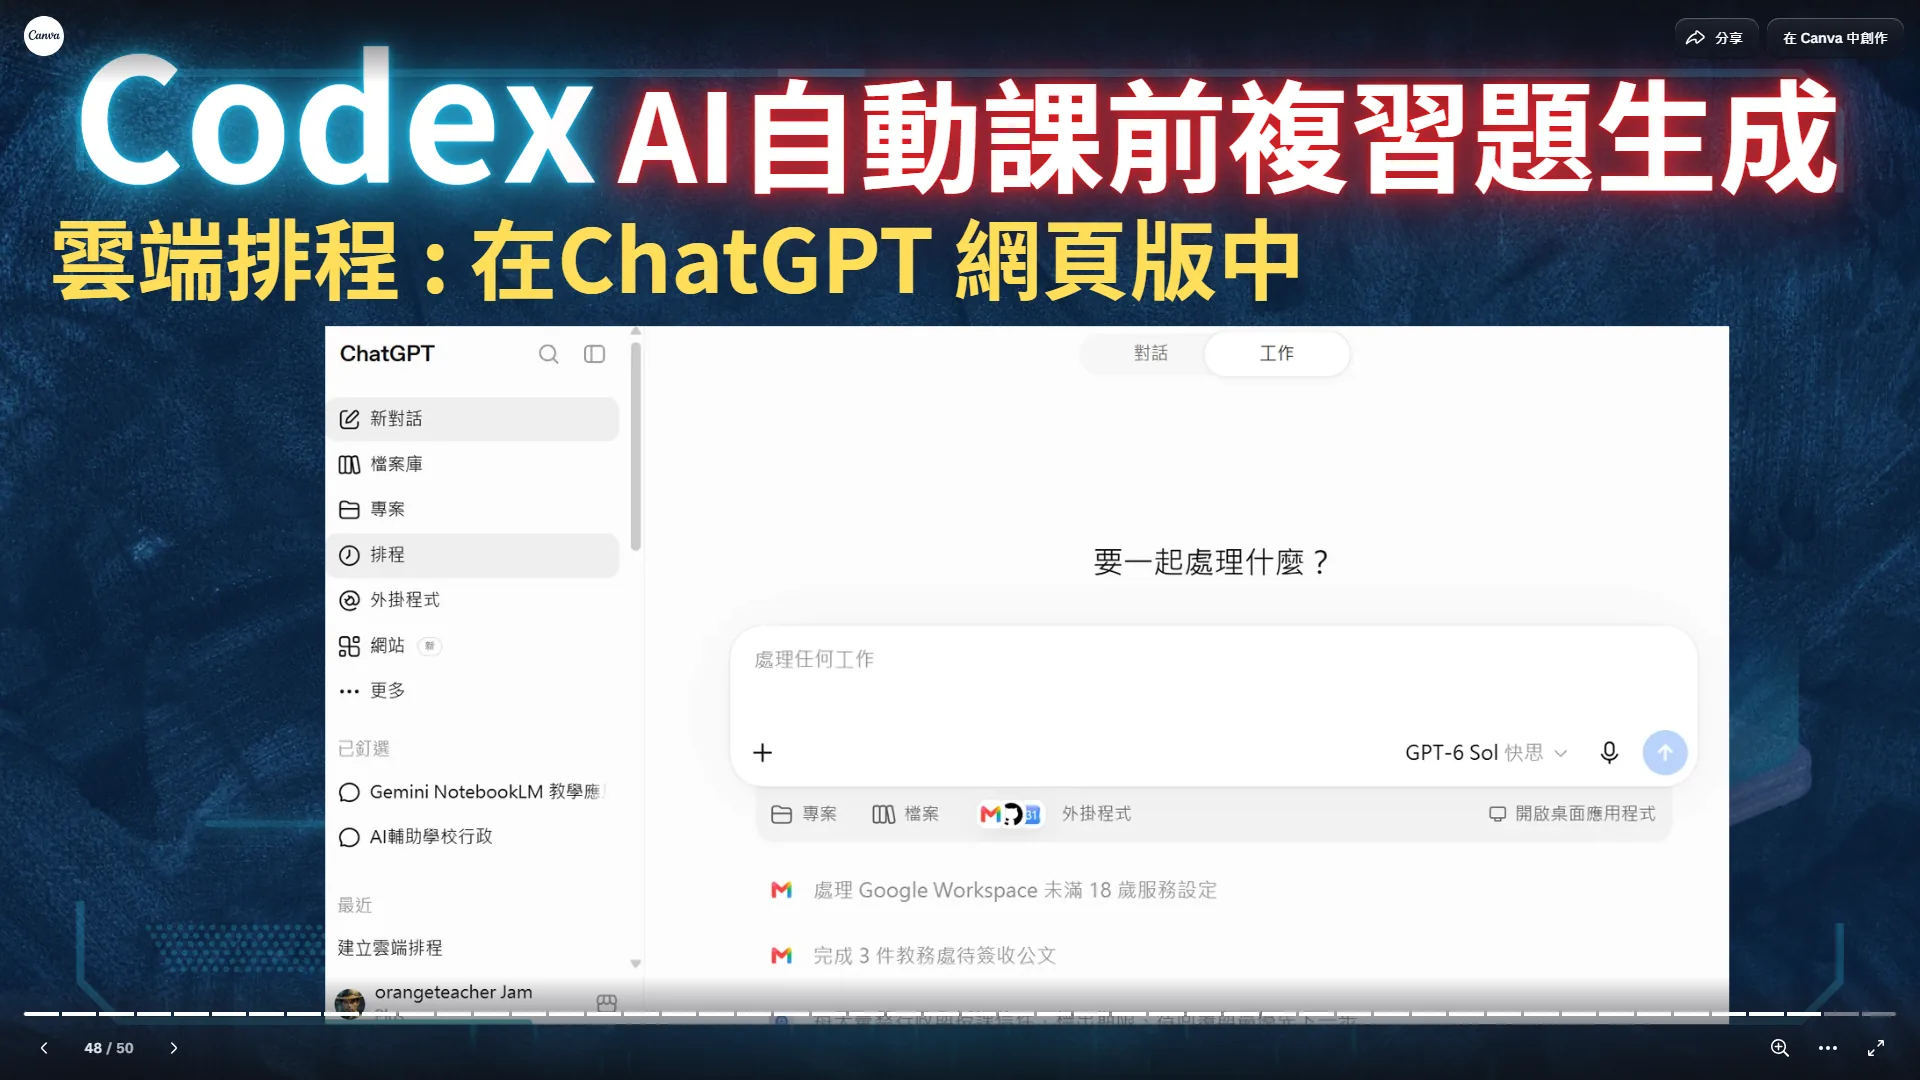 Canva
分享
在 Canva 中創作
Codex AI自動課前複習題生成
雲端排程:在ChatGPT 網頁版中
ChatGPT
對話
工作
新對話
檔案庫
專案
排程
外掛程式
網站 新
更多
已釘選
Gemini NotebookLM 教學應
AI輔助學校行政
最近
建立雲端排程
orangeteacher Jam
Plus
要一起處理什麼?
處理任何工作
GPT-6 Sol 快思
專案
檔案
31
外掛程式
開啟桌面應用程式
處理 Google Workspace 未滿 18 歲服務設定
完成 3 件教務處待簽收公文
48 / 50